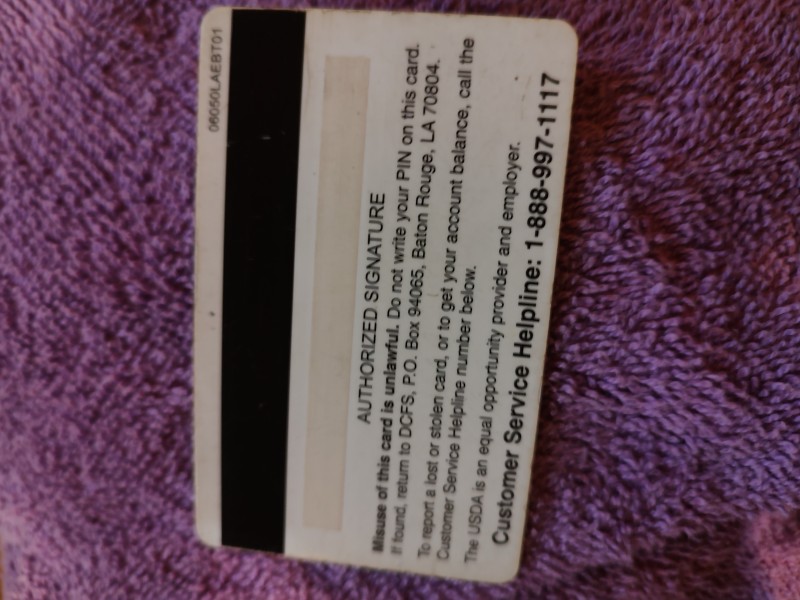 08050LAEBT01
AUTHORIZED SIGNATURE
Misuse of this card is unlawful. Do not write your PIN on this card.
If found, return to DCFS, P.O. Box 94065, Baton Rouge, LA 70804.
To report a lost or stolen card, or to get your account balance, call the
Customer Service Helpline number below.
The USDA is an equal opportunity provider and employer.
Customer Service Helpline: 1-888-997-1117